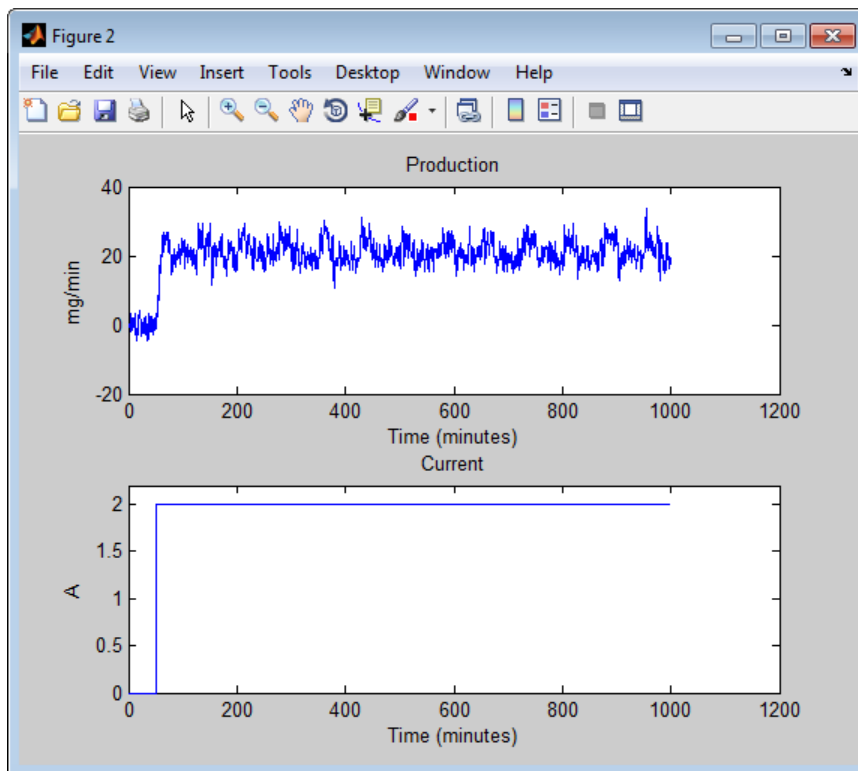 Figure 2
File Edit View Insert Tools Desktop Window Help
Production
40
20
0
-20
mg/min
0 200 400 600 800 1000 1200
Time (minutes)
Current
2
1.5
1
0.5
0
A
0 200 400 600 800 1000 1200
Time (minutes)